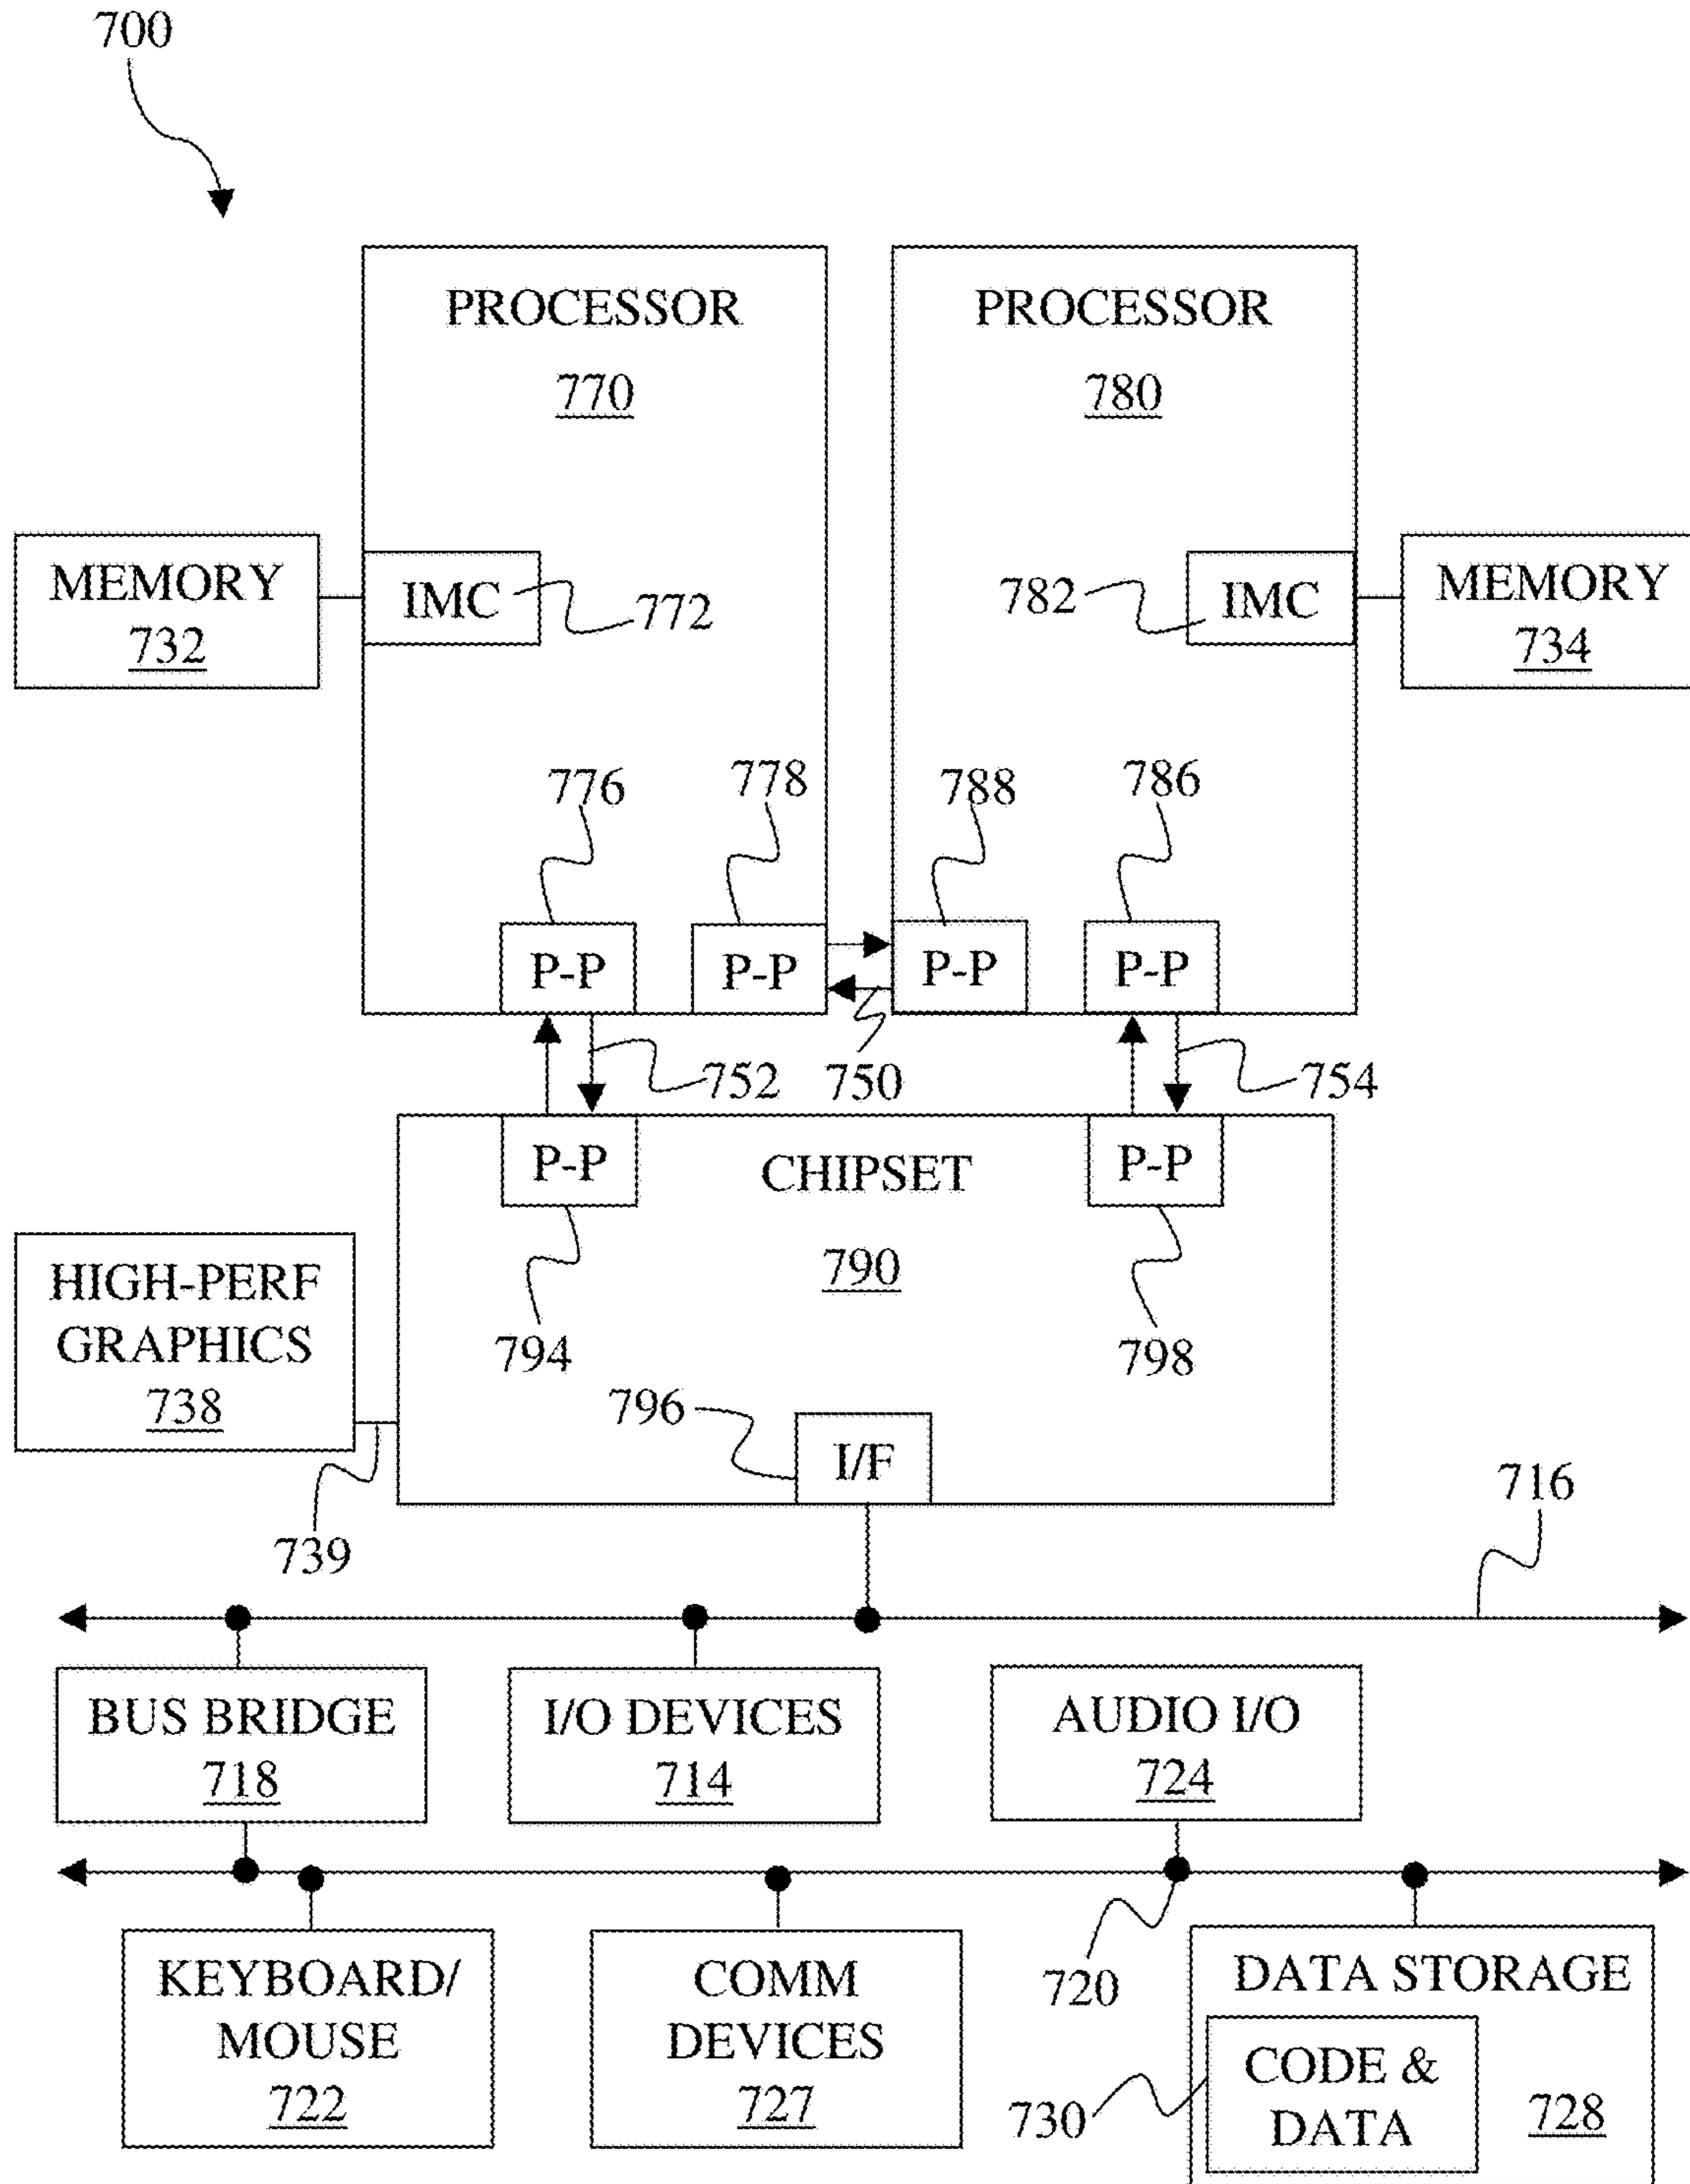 700
PROCESSOR
770
PROCESSOR
780
MEMORY
732
IMC
772
782
IMC
MEMORY
734
776
778
788
786
P-P
P-P
P-P
P-P
752
750
754
P-P
CHIPSET
P-P
790
794
798
HIGH-PERF
GRAPHICS
738
796
I/F
739
716
BUS BRIDGE
718
I/O DEVICES
714
AUDIO I/O
724
720
KEYBOARD/
MOUSE
722
COMM
DEVICES
727
DATA STORAGE
730
CODE &
DATA
728